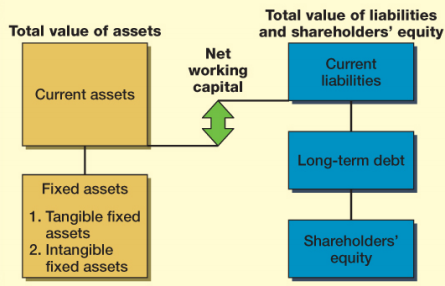 Total value of assets
Current assets
Fixed assets
1. Tangible fixed
assets
2. Intangible
fixed assets
Net
working
capital
Total value of liabilities
and shareholders' equity
Current
liabilities
Long-term debt
Shareholders'
equity